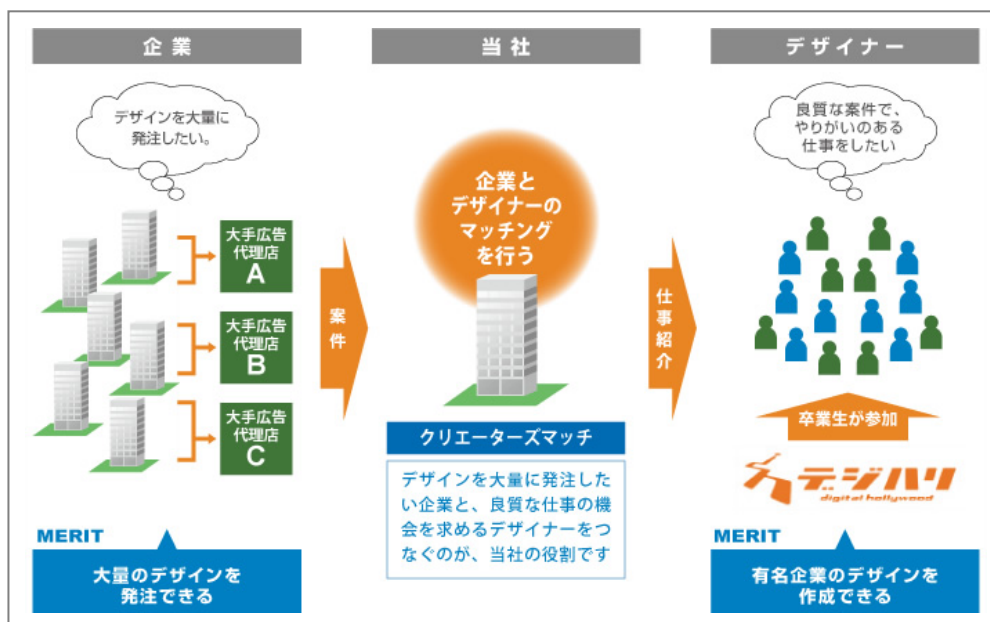 企業
デザインを大量に
発注したい。
大手広告
代理店
A
大手広告
代理店
B
大手広告
代理店
C
MERIT
大量のデザインを
発注できる
案件
当社
企業と
デザイナーの
マッチング
を行う
クリエーターズマッチ
デザインを大量に発注した
い企業と、良質な仕事の機
会を求めるデザイナーをつ
なぐのが、当社の役割です
仕事紹介
デザイナー
良質な案件で、
やりがいのある
仕事をしたい
卒業生が参加
デジハリ
digital hollywood
MERIT
有名企業のデザインを
作成できる